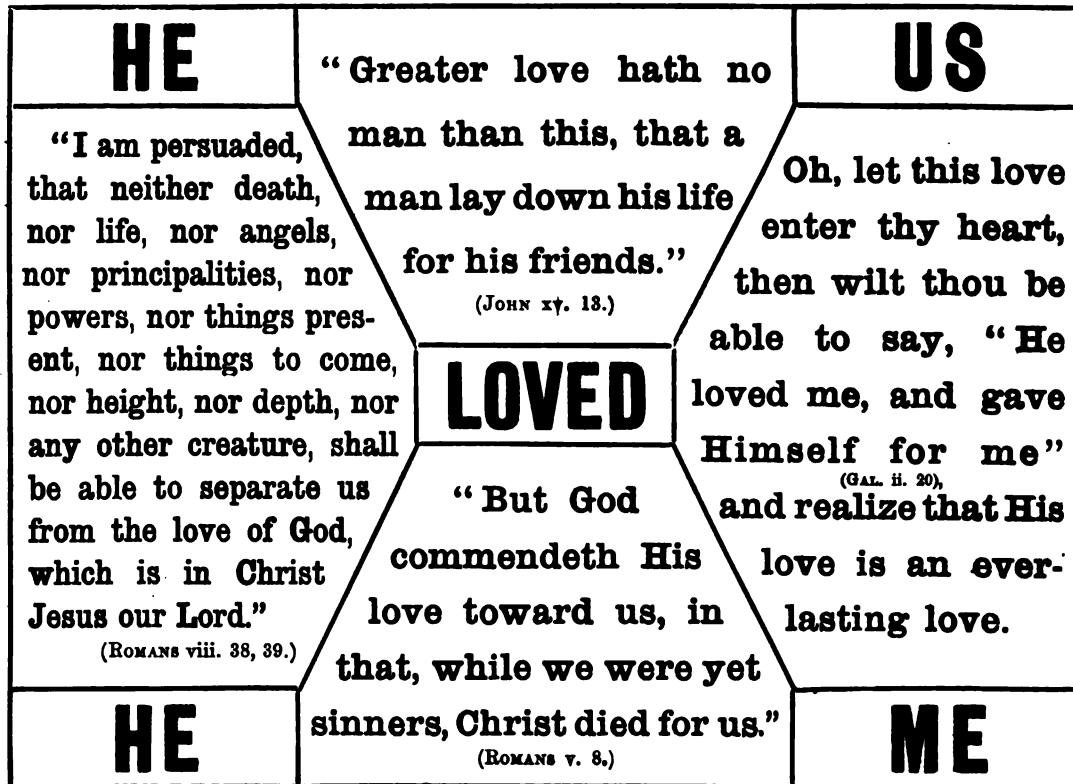 HE
"Greater love hath no
man than this, that a
man lay down his life
for his friends."
(JOHN xv. 13.)
US
"I am persuaded,
that neither death,
nor life, nor angels,
nor principalities, nor
powers, nor things pres-
ent, nor things to come,
nor height, nor depth, nor
any other creature, shall
be able to separate us
from the love of God,
which is in Christ
Jesus our Lord."
(ROMANS viii. 38, 39.)
LOVED
Oh, let this love
enter thy heart,
then wilt thou be
able to say, "He
loved me, and gave
Himself for me"
(GAL. ii. 20),
and realize that His
love is an ever-
lasting love.
"But God
commendeth His
love toward us, in
that, while we were yet
sinners, Christ died for us."
(ROMANS v. 8.)
HE
ME